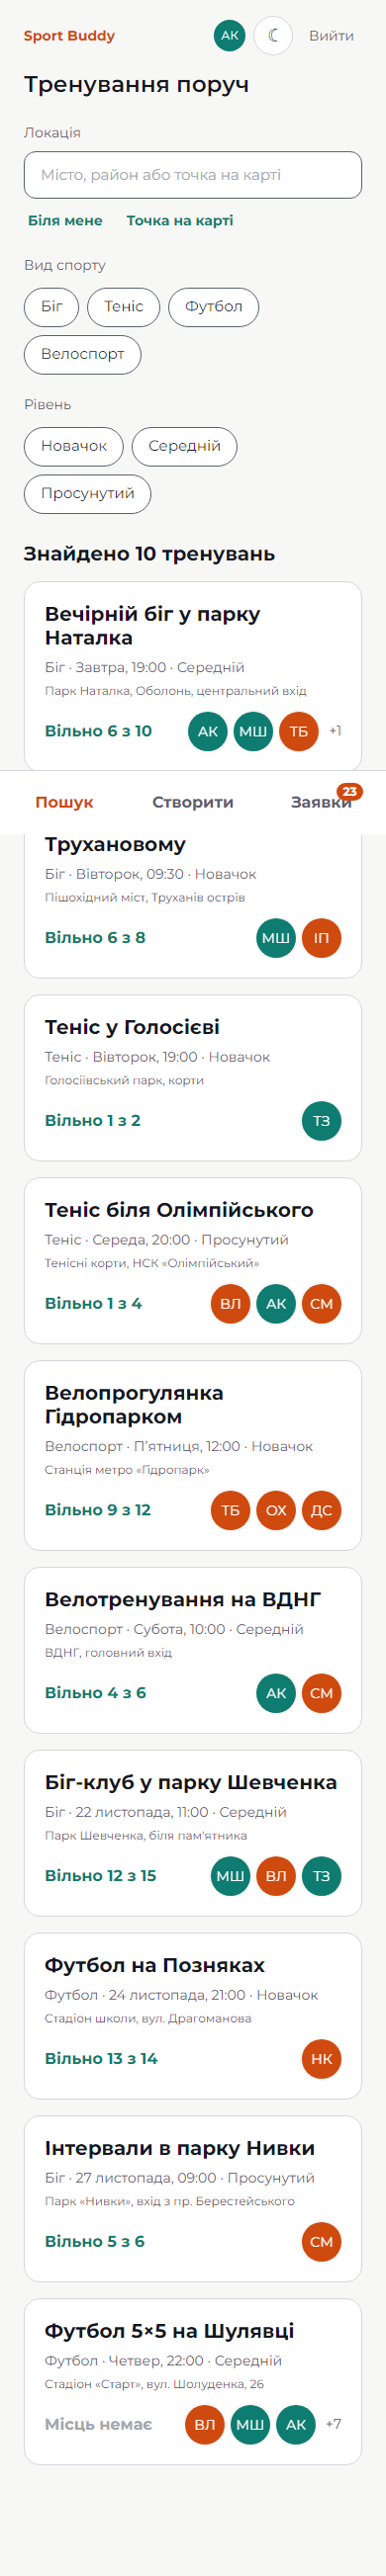 Sport Buddy
АК
Вийти
Тренування поруч
Локація
Місто, район або точка на карті
Біля мене
Точка на карті
Вид спорту
Біг
Теніс
Футбол
Велоспорт
Рівень
Новачок
Середній
Просунутий
Знайдено 10 тренувань
Вечірній біг у парку
Наталка
Біг · Завтра, 19:00 · Середній
Парк Наталка, Оболонь, центральний вхід
Вільно 6 з 10
АК
МШ
ТБ
+1
Пошук
Створити
Заявки
23
Трухановому
Біг · Вівторок, 09:30 · Новачок
Пішохідний міст, Труханів острів
Вільно 6 з 8
МШ
ІП
Теніс у Голосієві
Теніс · Вівторок, 19:00 · Новачок
Голосіївський парк, корти
Вільно 1 з 2
ТЗ
Теніс біля Олімпійського
Теніс · Середа, 20:00 · Просунутий
Тенісні корти, НСК «Олімпійський»
Вільно 1 з 4
ВЛ
АК
СМ
Велопрогулянка
Гідропарком
Велоспорт · Пʼятниця, 12:00 · Новачок
Станція метро «Гідропарк»
Вільно 9 з 12
ТБ
ОХ
ДС
Велотренування на ВДНГ
Велоспорт · Субота, 10:00 · Середній
ВДНГ, головний вхід
Вільно 4 з 6
АК
СМ
Біг-клуб у парку Шевченка
Біг · 22 листопада, 11:00 · Середній
Парк Шевченка, біля пам'ятника
Вільно 12 з 15
МШ
ВЛ
ТЗ
Футбол на Позняках
Футбол · 24 листопада, 21:00 · Новачок
Стадіон школи, вул. Драгоманова
Вільно 13 з 14
НК
Інтервали в парку Нивки
Біг · 27 листопада, 09:00 · Просунутий
Парк «Нивки», вхід з пр. Берестейського
Вільно 5 з 6
СМ
Футбол 5×5 на Шулявці
Футбол · Четвер, 22:00 · Середній
Стадіон «Старт», вул. Шолуденка, 26
Місць немає
ВЛ
МШ
АК
+7